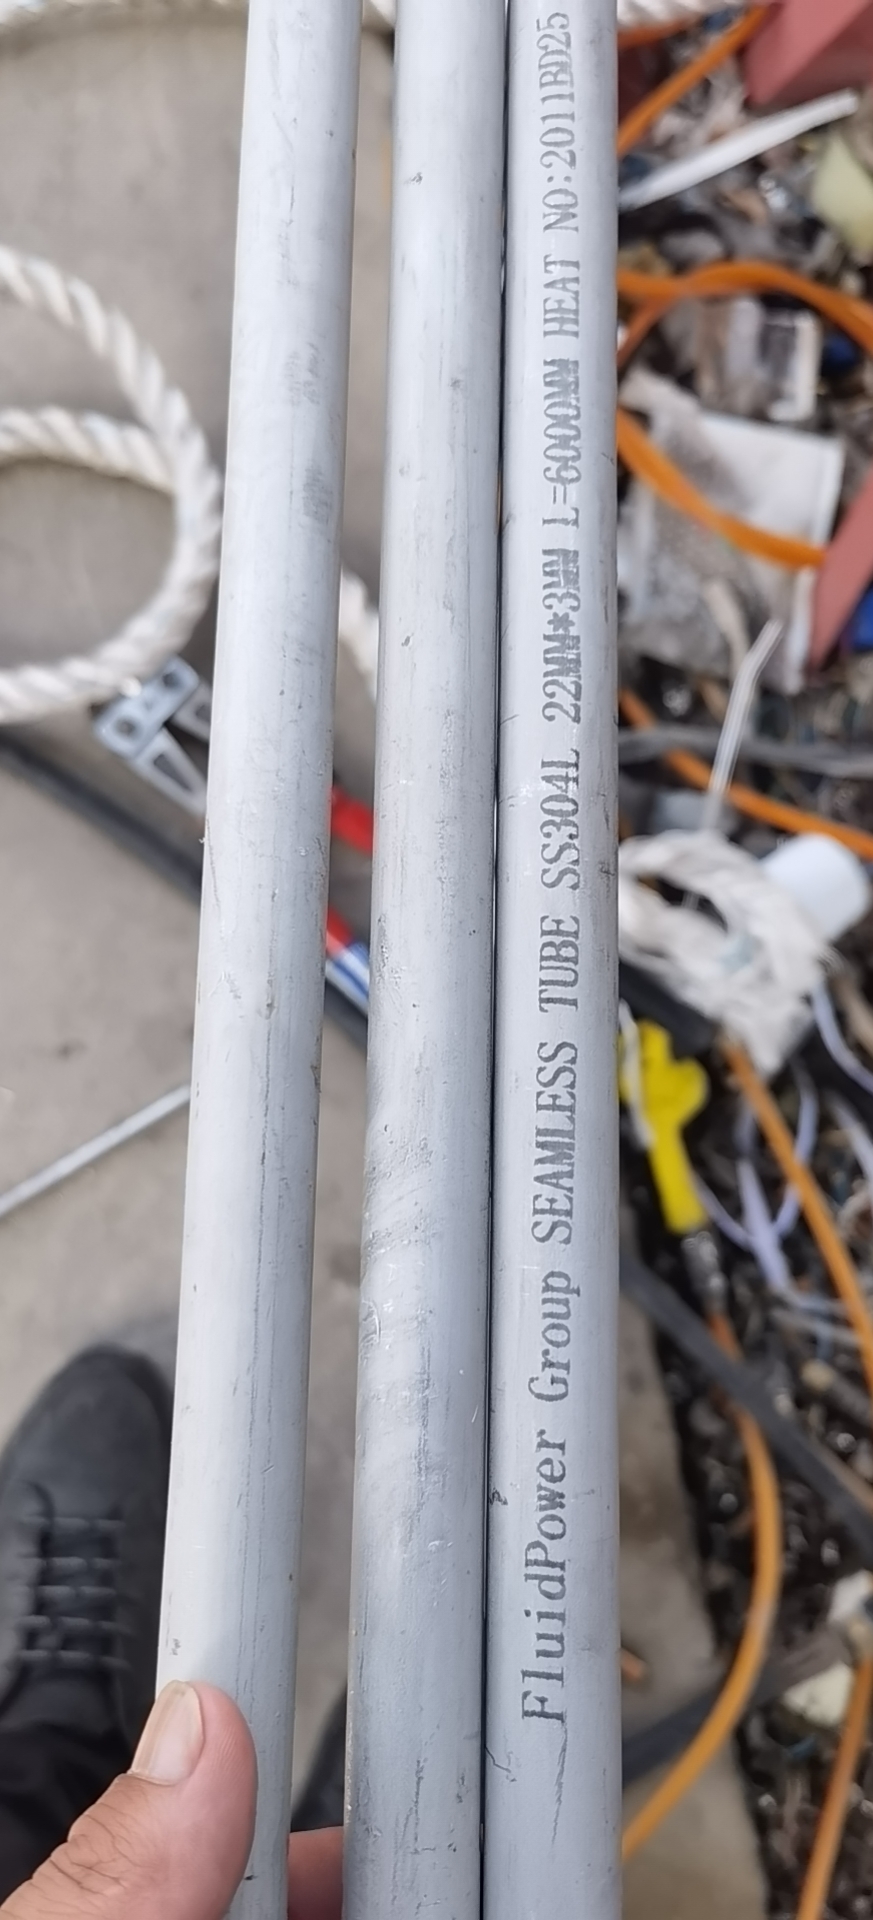 FluidPower Group SEAMLESS TUBE SS304L 22MM*3MM L=6000MM HEAT NO:2011BD25